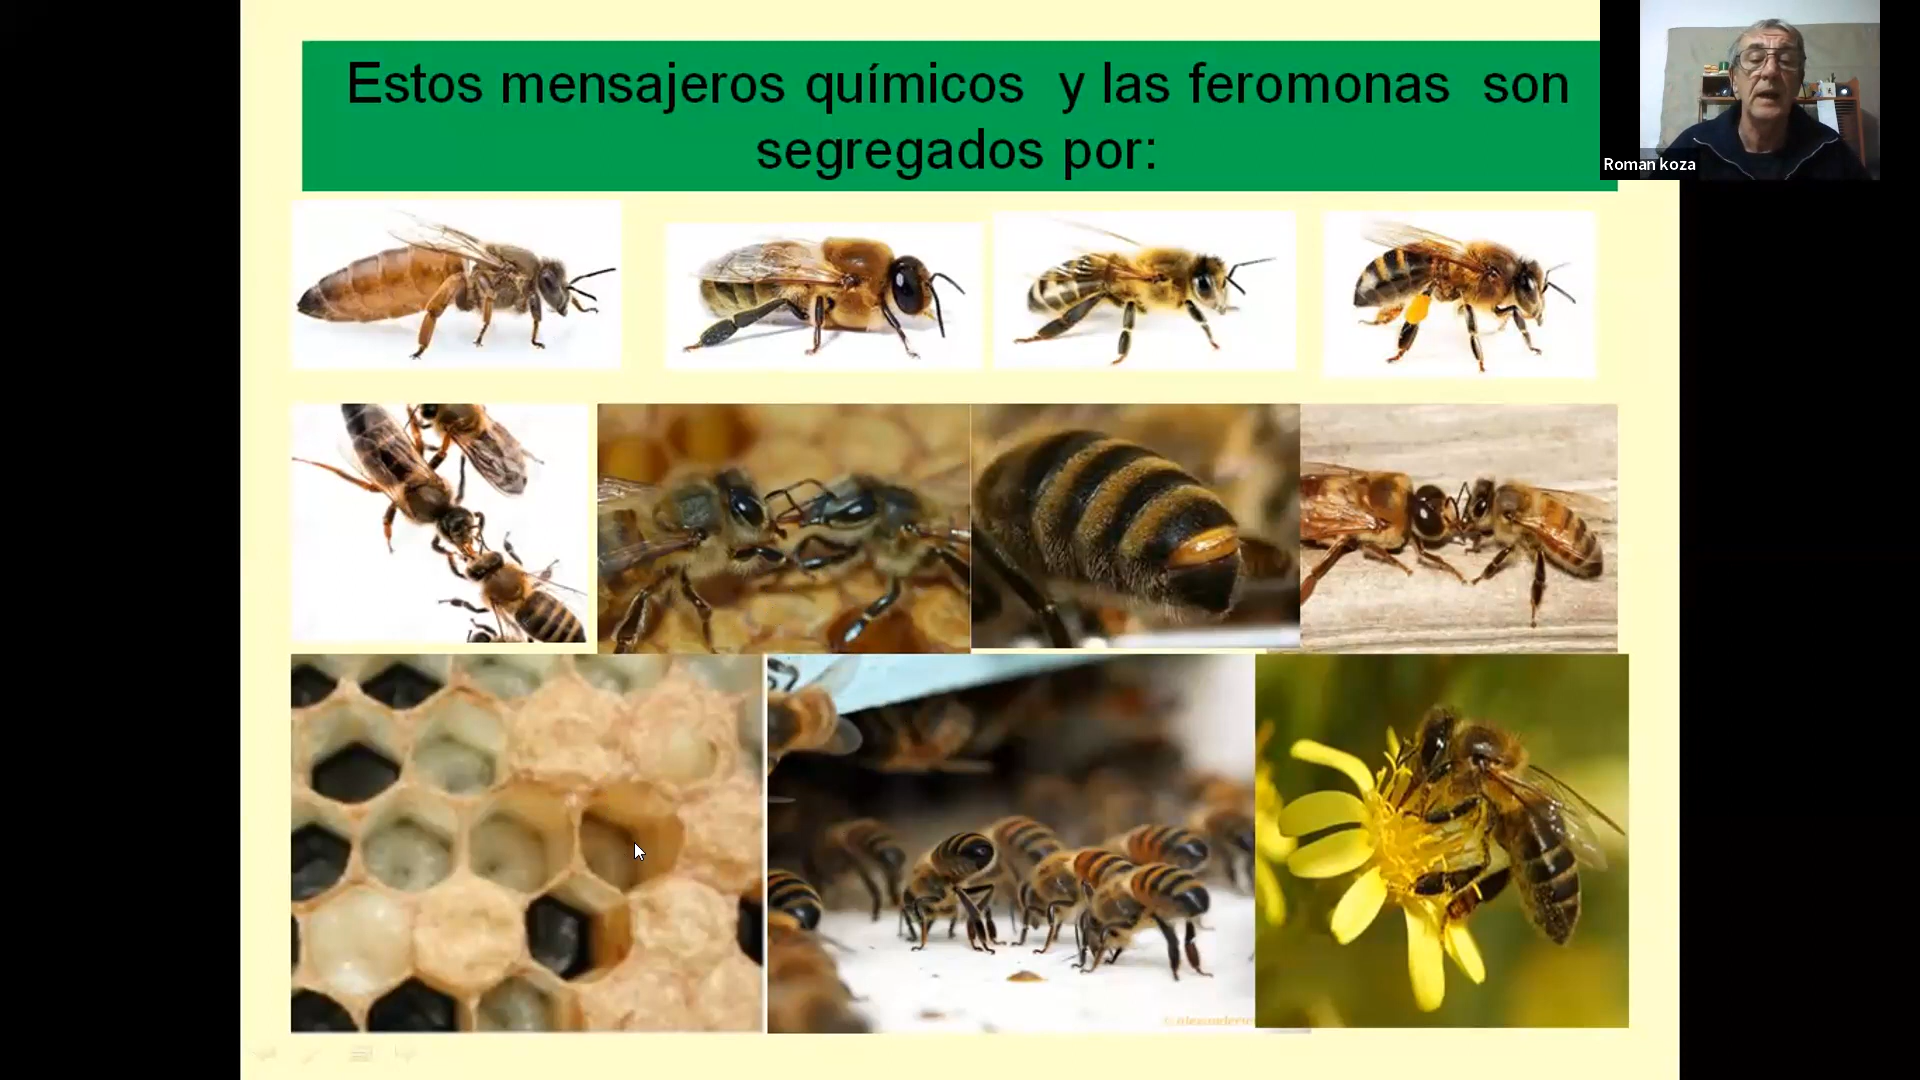 Estos mensajeros químicos y las feromonas son
segregados por:
Roman koza